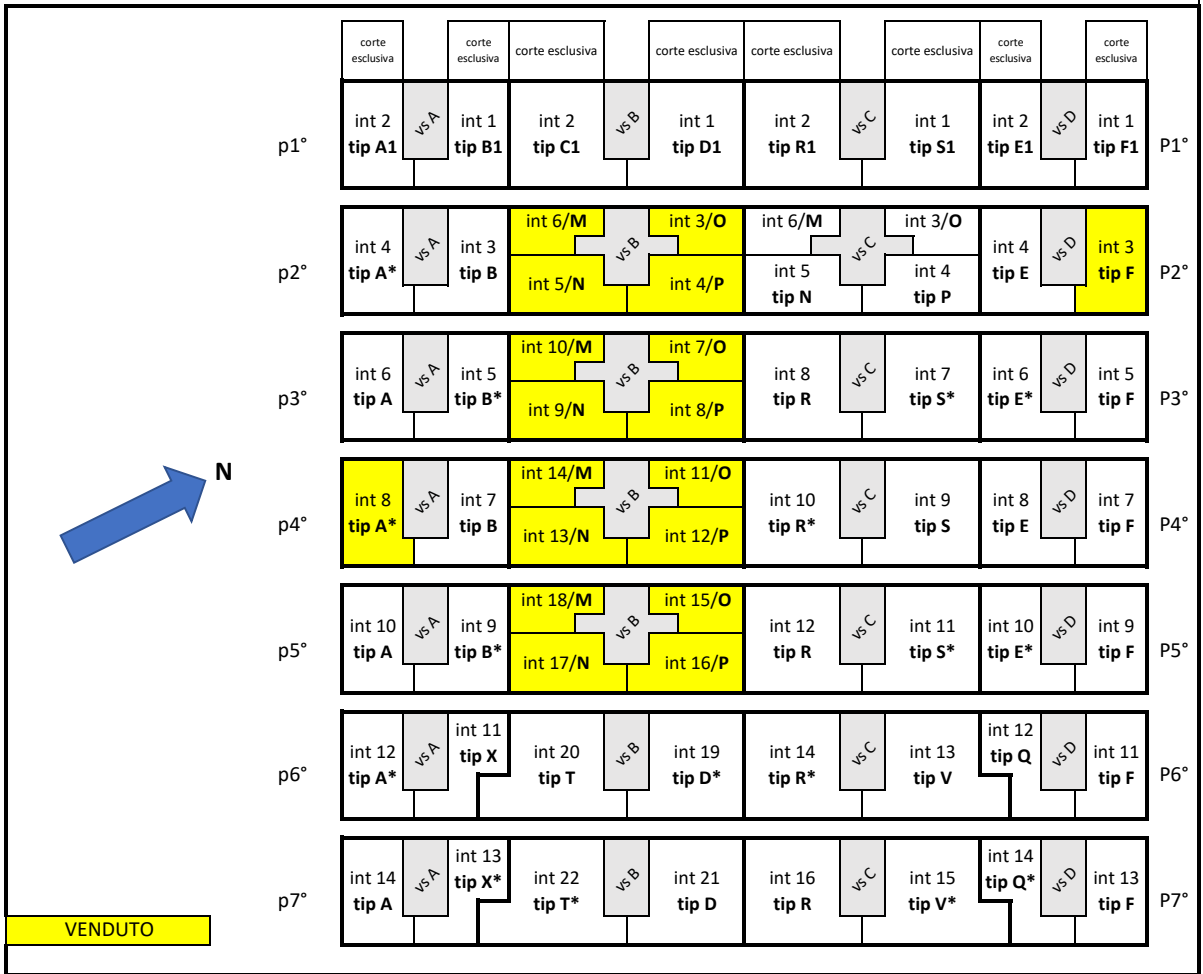 corte esclusiva
corte esclusiva
corte esclusiva
corte esclusiva
corte esclusiva
corte esclusiva
corte esclusiva
corte esclusiva
p1°
int 2
tip A1
vs A
int 1
tip B1
int 2
tip C1
vs B
int 1
tip D1
int 2
tip R1
vs C
int 1
tip S1
int 2
tip E1
vs D
int 1
tip F1
P1°
p2°
int 4
tip A*
vs A
int 3
tip B
int 6/M
int 5/N
vs B
int 3/O
int 4/P
int 6/M
int 5
tip N
vs C
int 3/O
int 4
tip P
int 4
tip E
vs D
int 3
tip F
P2°
p3°
int 6
tip A
vs A
int 5
tip B*
int 10/M
int 9/N
vs B
int 7/O
int 8/P
int 8
tip R
vs C
int 7
tip S*
int 6
tip E*
vs D
int 5
tip F
P3°
N
p4°
int 8
tip A*
vs A
int 7
tip B
int 14/M
int 13/N
vs B
int 11/O
int 12/P
int 10
tip R*
vs C
int 9
tip S
int 8
tip E
vs D
int 7
tip F
P4°
p5°
int 10
tip A
vs A
int 9
tip B*
int 18/M
int 17/N
vs B
int 15/O
int 16/P
int 12
tip R
vs C
int 11
tip S*
int 10
tip E*
vs D
int 9
tip F
P5°
p6°
int 12
tip A*
vs A
int 11
tip X
int 20
tip T
vs B
int 19
tip D*
int 14
tip R*
vs C
int 13
tip V
int 12
tip Q
vs D
int 11
tip F
P6°
p7°
int 14
tip A
vs A
int 13
tip X*
int 22
tip T*
vs B
int 21
tip D
int 16
tip R
vs C
int 15
tip V*
int 14
tip Q*
vs D
int 13
tip F
P7°
VENDUTO